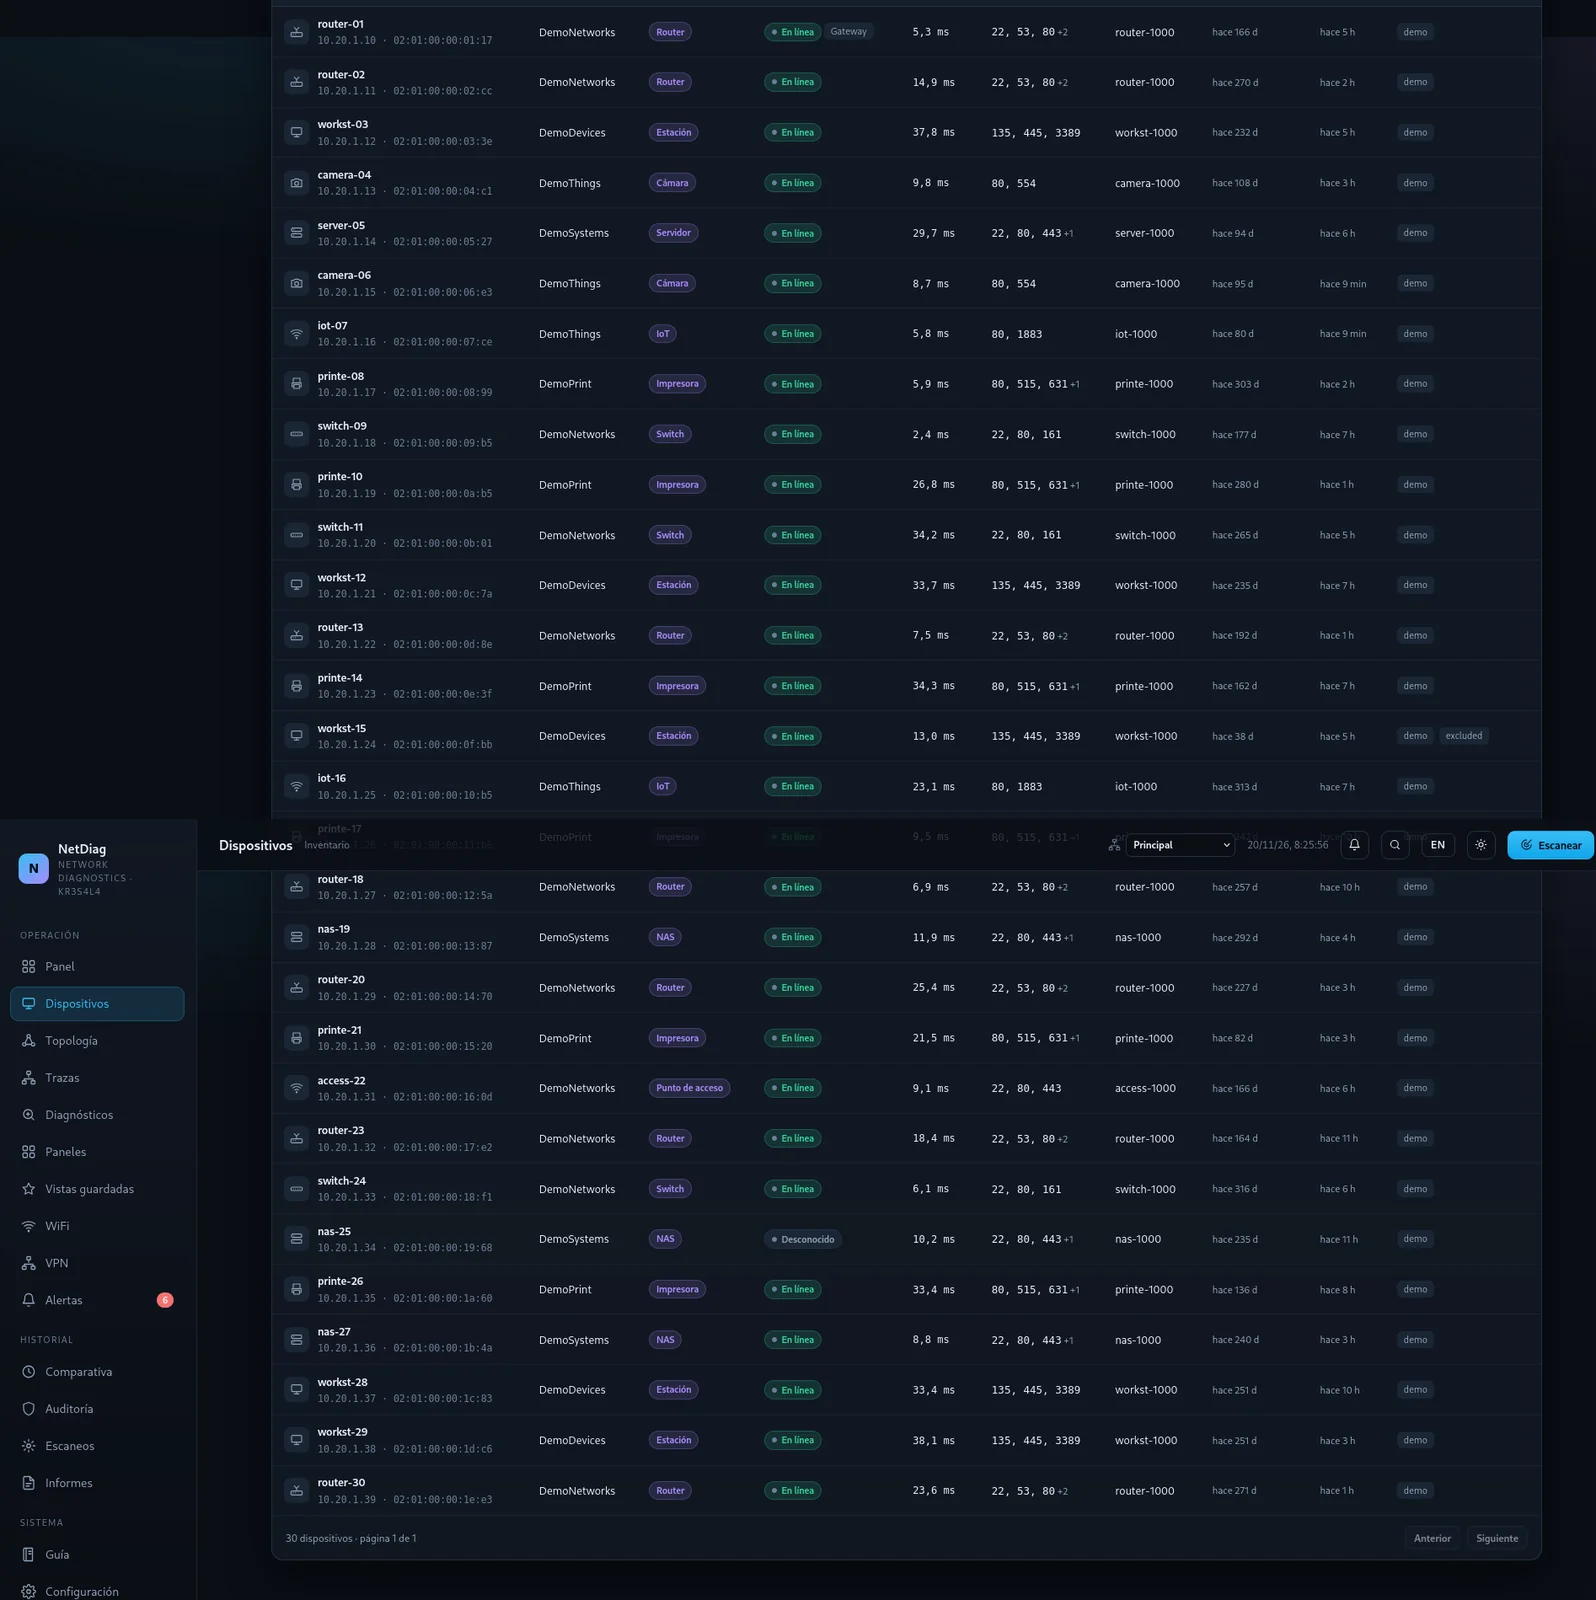 router-01 DemoNetworks Router En línea Gateway 5,3 ms 22, 53, 80 +2 router-1000 hace 166 d hace 5 h demo
10.20.1.10 · 02:01:00:00:01:17
router-02 DemoNetworks Router En línea 14,9 ms 22, 53, 80 +2 router-1000 hace 270 d hace 2 h demo
10.20.1.11 · 02:01:00:00:02:cc
workst-03 DemoDevices Estación En línea 37,8 ms 135, 445, 3389 workst-1000 hace 232 d hace 5 h demo
10.20.1.12 · 02:01:00:00:03:3e
camera-04 DemoThings Cámara En línea 9,8 ms 80, 554 camera-1000 hace 108 d hace 3 h demo
10.20.1.13 · 02:01:00:00:04:c1
server-05 DemoSystems Servidor En línea 29,7 ms 22, 80, 443 +1 server-1000 hace 94 d hace 6 h demo
10.20.1.14 · 02:01:00:00:05:27
camera-06 DemoThings Cámara En línea 8,7 ms 80, 554 camera-1000 hace 95 d hace 9 min demo
10.20.1.15 · 02:01:00:00:06:e3
iot-07 DemoThings IoT En línea 5,8 ms 80, 1883 iot-1000 hace 80 d hace 9 min demo
10.20.1.16 · 02:01:00:00:07:ce
printe-08 DemoPrint Impresora En línea 5,9 ms 80, 515, 631 +1 printe-1000 hace 303 d hace 2 h demo
10.20.1.17 · 02:01:00:00:08:99
switch-09 DemoNetworks Switch En línea 2,4 ms 22, 80, 161 switch-1000 hace 177 d hace 7 h demo
10.20.1.18 · 02:01:00:00:09:b5
printe-10 DemoPrint Impresora En línea 26,8 ms 80, 515, 631 +1 printe-1000 hace 280 d hace 1 h demo
10.20.1.19 · 02:01:00:00:0a:b5
switch-11 DemoNetworks Switch En línea 34,2 ms 22, 80, 161 switch-1000 hace 265 d hace 5 h demo
10.20.1.20 · 02:01:00:00:0b:01
workst-12 DemoDevices Estación En línea 33,7 ms 135, 445, 3389 workst-1000 hace 235 d hace 7 h demo
10.20.1.21 · 02:01:00:00:0c:7a
router-13 DemoNetworks Router En línea 7,5 ms 22, 53, 80 +2 router-1000 hace 192 d hace 1 h demo
10.20.1.22 · 02:01:00:00:0d:8e
printe-14 DemoPrint Impresora En línea 34,3 ms 80, 515, 631 +1 printe-1000 hace 162 d hace 7 h demo
10.20.1.23 · 02:01:00:00:0e:3f
workst-15 DemoDevices Estación En línea 13,0 ms 135, 445, 3389 workst-1000 hace 38 d hace 5 h demo excluded
10.20.1.24 · 02:01:00:00:0f:bb
iot-16 DemoThings IoT En línea 23,1 ms 80, 1883 iot-1000 hace 313 d hace 7 h demo
10.20.1.25 · 02:01:00:00:10:b5
printe-17 DemoPrint Impresora En línea 9,5 ms 80, 515, 631
Dispositivos Inventario Principal 20/11/26, 8:25:56 EN Escanear
router-18 DemoNetworks Router En línea 6,9 ms 22, 53, 80 +2 router-1000 hace 257 d hace 10 h demo
10.20.1.27 · 02:01:00:00:12:5a
nas-19 DemoSystems NAS En línea 11,9 ms 22, 80, 443 +1 nas-1000 hace 292 d hace 4 h demo
10.20.1.28 · 02:01:00:00:13:87
router-20 DemoNetworks Router En línea 25,4 ms 22, 53, 80 +2 router-1000 hace 227 d hace 3 h demo
10.20.1.29 · 02:01:00:00:14:70
printe-21 DemoPrint Impresora En línea 21,5 ms 80, 515, 631 +1 printe-1000 hace 82 d hace 3 h demo
10.20.1.30 · 02:01:00:00:15:20
access-22 DemoNetworks Punto de acceso En línea 9,1 ms 22, 80, 443 access-1000 hace 166 d hace 6 h demo
10.20.1.31 · 02:01:00:00:16:0d
router-23 DemoNetworks Router En línea 18,4 ms 22, 53, 80 +2 router-1000 hace 164 d hace 11 h demo
10.20.1.32 · 02:01:00:00:17:e2
switch-24 DemoNetworks Switch En línea 6,1 ms 22, 80, 161 switch-1000 hace 316 d hace 6 h demo
10.20.1.33 · 02:01:00:00:18:f1
nas-25 DemoSystems NAS Desconocido 10,2 ms 22, 80, 443 +1 nas-1000 hace 235 d hace 11 h demo
10.20.1.34 · 02:01:00:00:19:68
printe-26 DemoPrint Impresora En línea 33,4 ms 80, 515, 631 +1 printe-1000 hace 136 d hace 8 h demo
10.20.1.35 · 02:01:00:00:1a:60
nas-27 DemoSystems NAS En línea 8,8 ms 22, 80, 443 +1 nas-1000 hace 240 d hace 3 h demo
10.20.1.36 · 02:01:00:00:1b:4a
workst-28 DemoDevices Estación En línea 33,4 ms 135, 445, 3389 workst-1000 hace 251 d hace 10 h demo
10.20.1.37 · 02:01:00:00:1c:83
workst-29 DemoDevices Estación En línea 38,1 ms 135, 445, 3389 workst-1000 hace 251 d hace 3 h demo
10.20.1.38 · 02:01:00:00:1d:c6
router-30 DemoNetworks Router En línea 23,6 ms 22, 53, 80 +2 router-1000 hace 271 d hace 1 h demo
10.20.1.39 · 02:01:00:00:1e:e3
30 dispositivos · página 1 de 1 Anterior Siguiente
N NetDiag
NETWORK
DIAGNOSTICS ·
KR3S4L4
OPERACIÓN
Panel
Dispositivos
Topología
Trazas
Diagnósticos
Paneles
Vistas guardadas
WiFi
VPN
Alertas 6
HISTORIAL
Comparativa
Auditoría
Escaneos
Informes
SISTEMA
Guía
Configuración